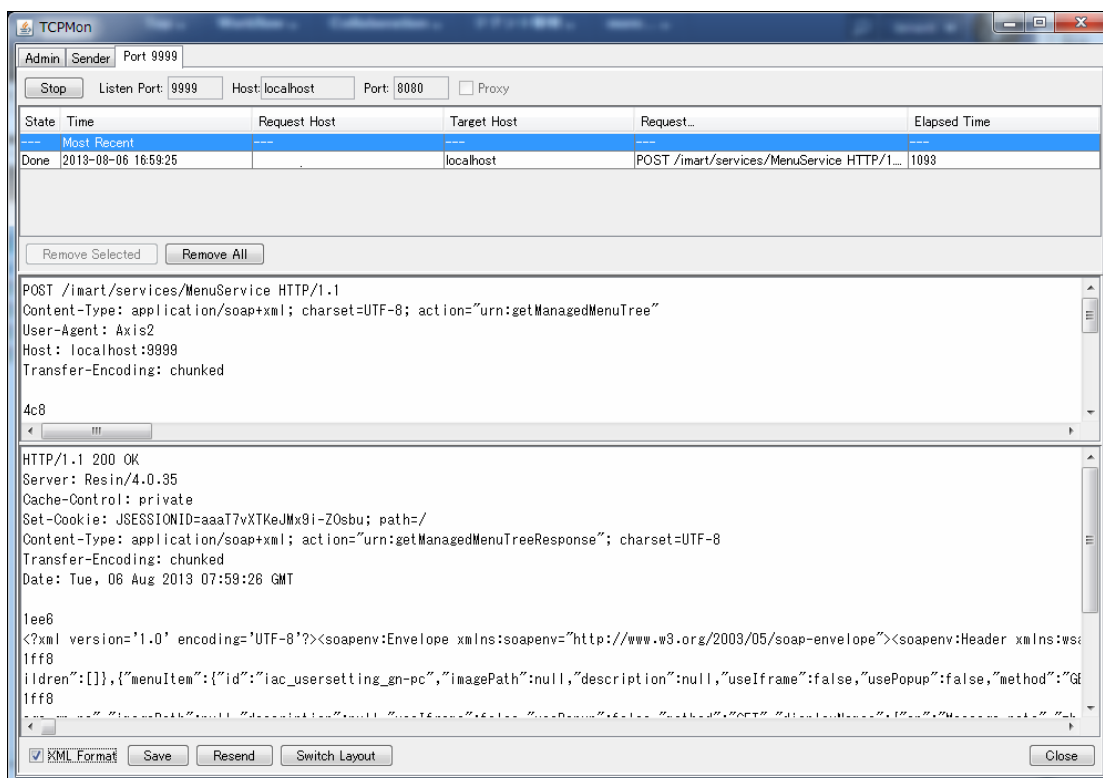 TCPMon
Admin Sender Port 9999
Stop Listen Port: 9999 Host: localhost Port: 8080 Proxy
State Time Request Host Target Host Request... Elapsed Time
--- Most Recent --- --- --- ---
Done 2013-08-06 16:59:25 localhost POST /imart/services/MenuService HTTP/1.... 1093
Remove Selected Remove All
POST /imart/services/MenuService HTTP/1.1
Content-Type: application/soap+xml; charset=UTF-8; action="urn:getManagedMenuTree"
User-Agent: Axis2
Host: localhost:9999
Transfer-Encoding: chunked
4c8
HTTP/1.1 200 OK
Server: Resin/4.0.35
Cache-Control: private
Set-Cookie: JSESSIONID=aaaT7vXTKeJMx9i-ZOsbu; path=/
Content-Type: application/soap+xml; action="urn:getManagedMenuTreeResponse"; charset=UTF-8
Transfer-Encoding: chunked
Date: Tue, 06 Aug 2013 07:59:26 GMT
1ee6
<?xml version='1.0' encoding='UTF-8'?><soapenv:Envelope xmlns:soapenv="http://www.w3.org/2003/05/soap-envelope"><soapenv:Header xmlns:wsa
1ff8
ildren":[]},{"menuItem":{"id":"iac_usersetting_gn-pc","imagePath":null,"description":null,"useIframe":false,"usePopup":false,"method":"GE
1ff8
XML Format Save Resend Switch Layout Close